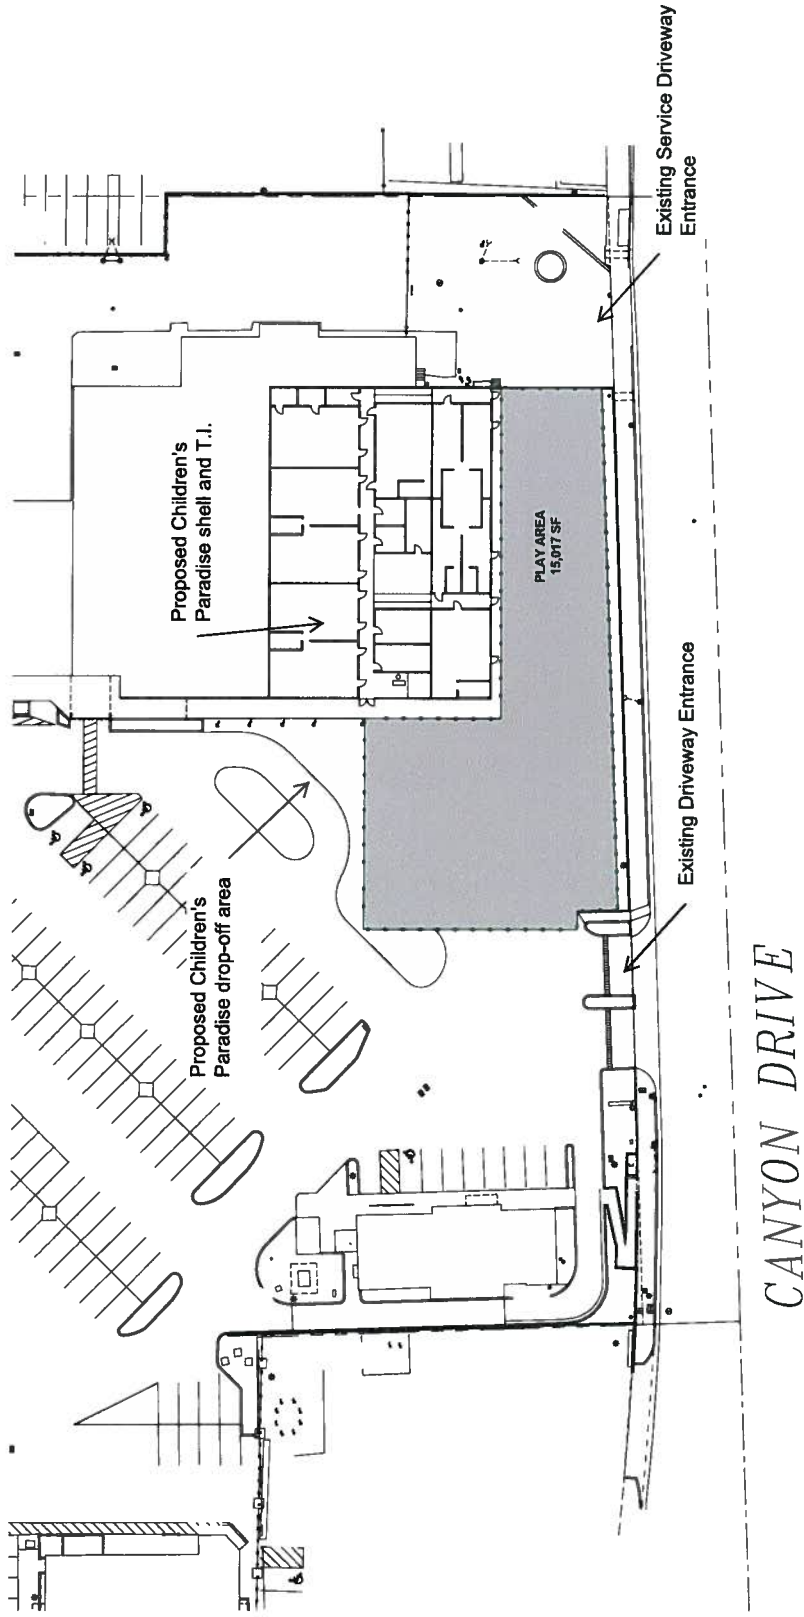 Existing Service Driveway
Entrance
Proposed Children's
Paradise shell and T.I.
PLAY AREA
15,017 SF
Existing Driveway Entrance
Proposed Children's
Paradise drop-off area
CANYON DRIVE